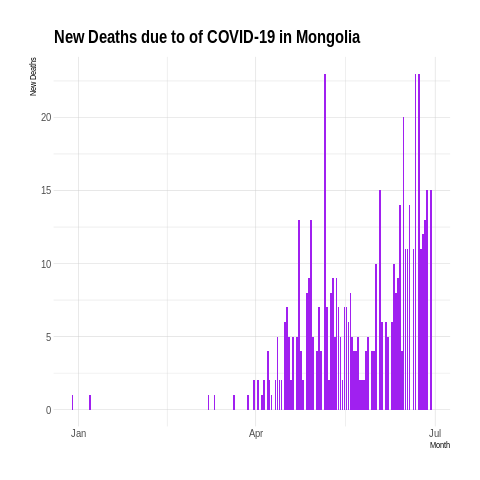 New Deaths due to of COVID-19 in Mongolia
New Deaths
20
15
10
5
0
Jan
Apr
Jul
Month